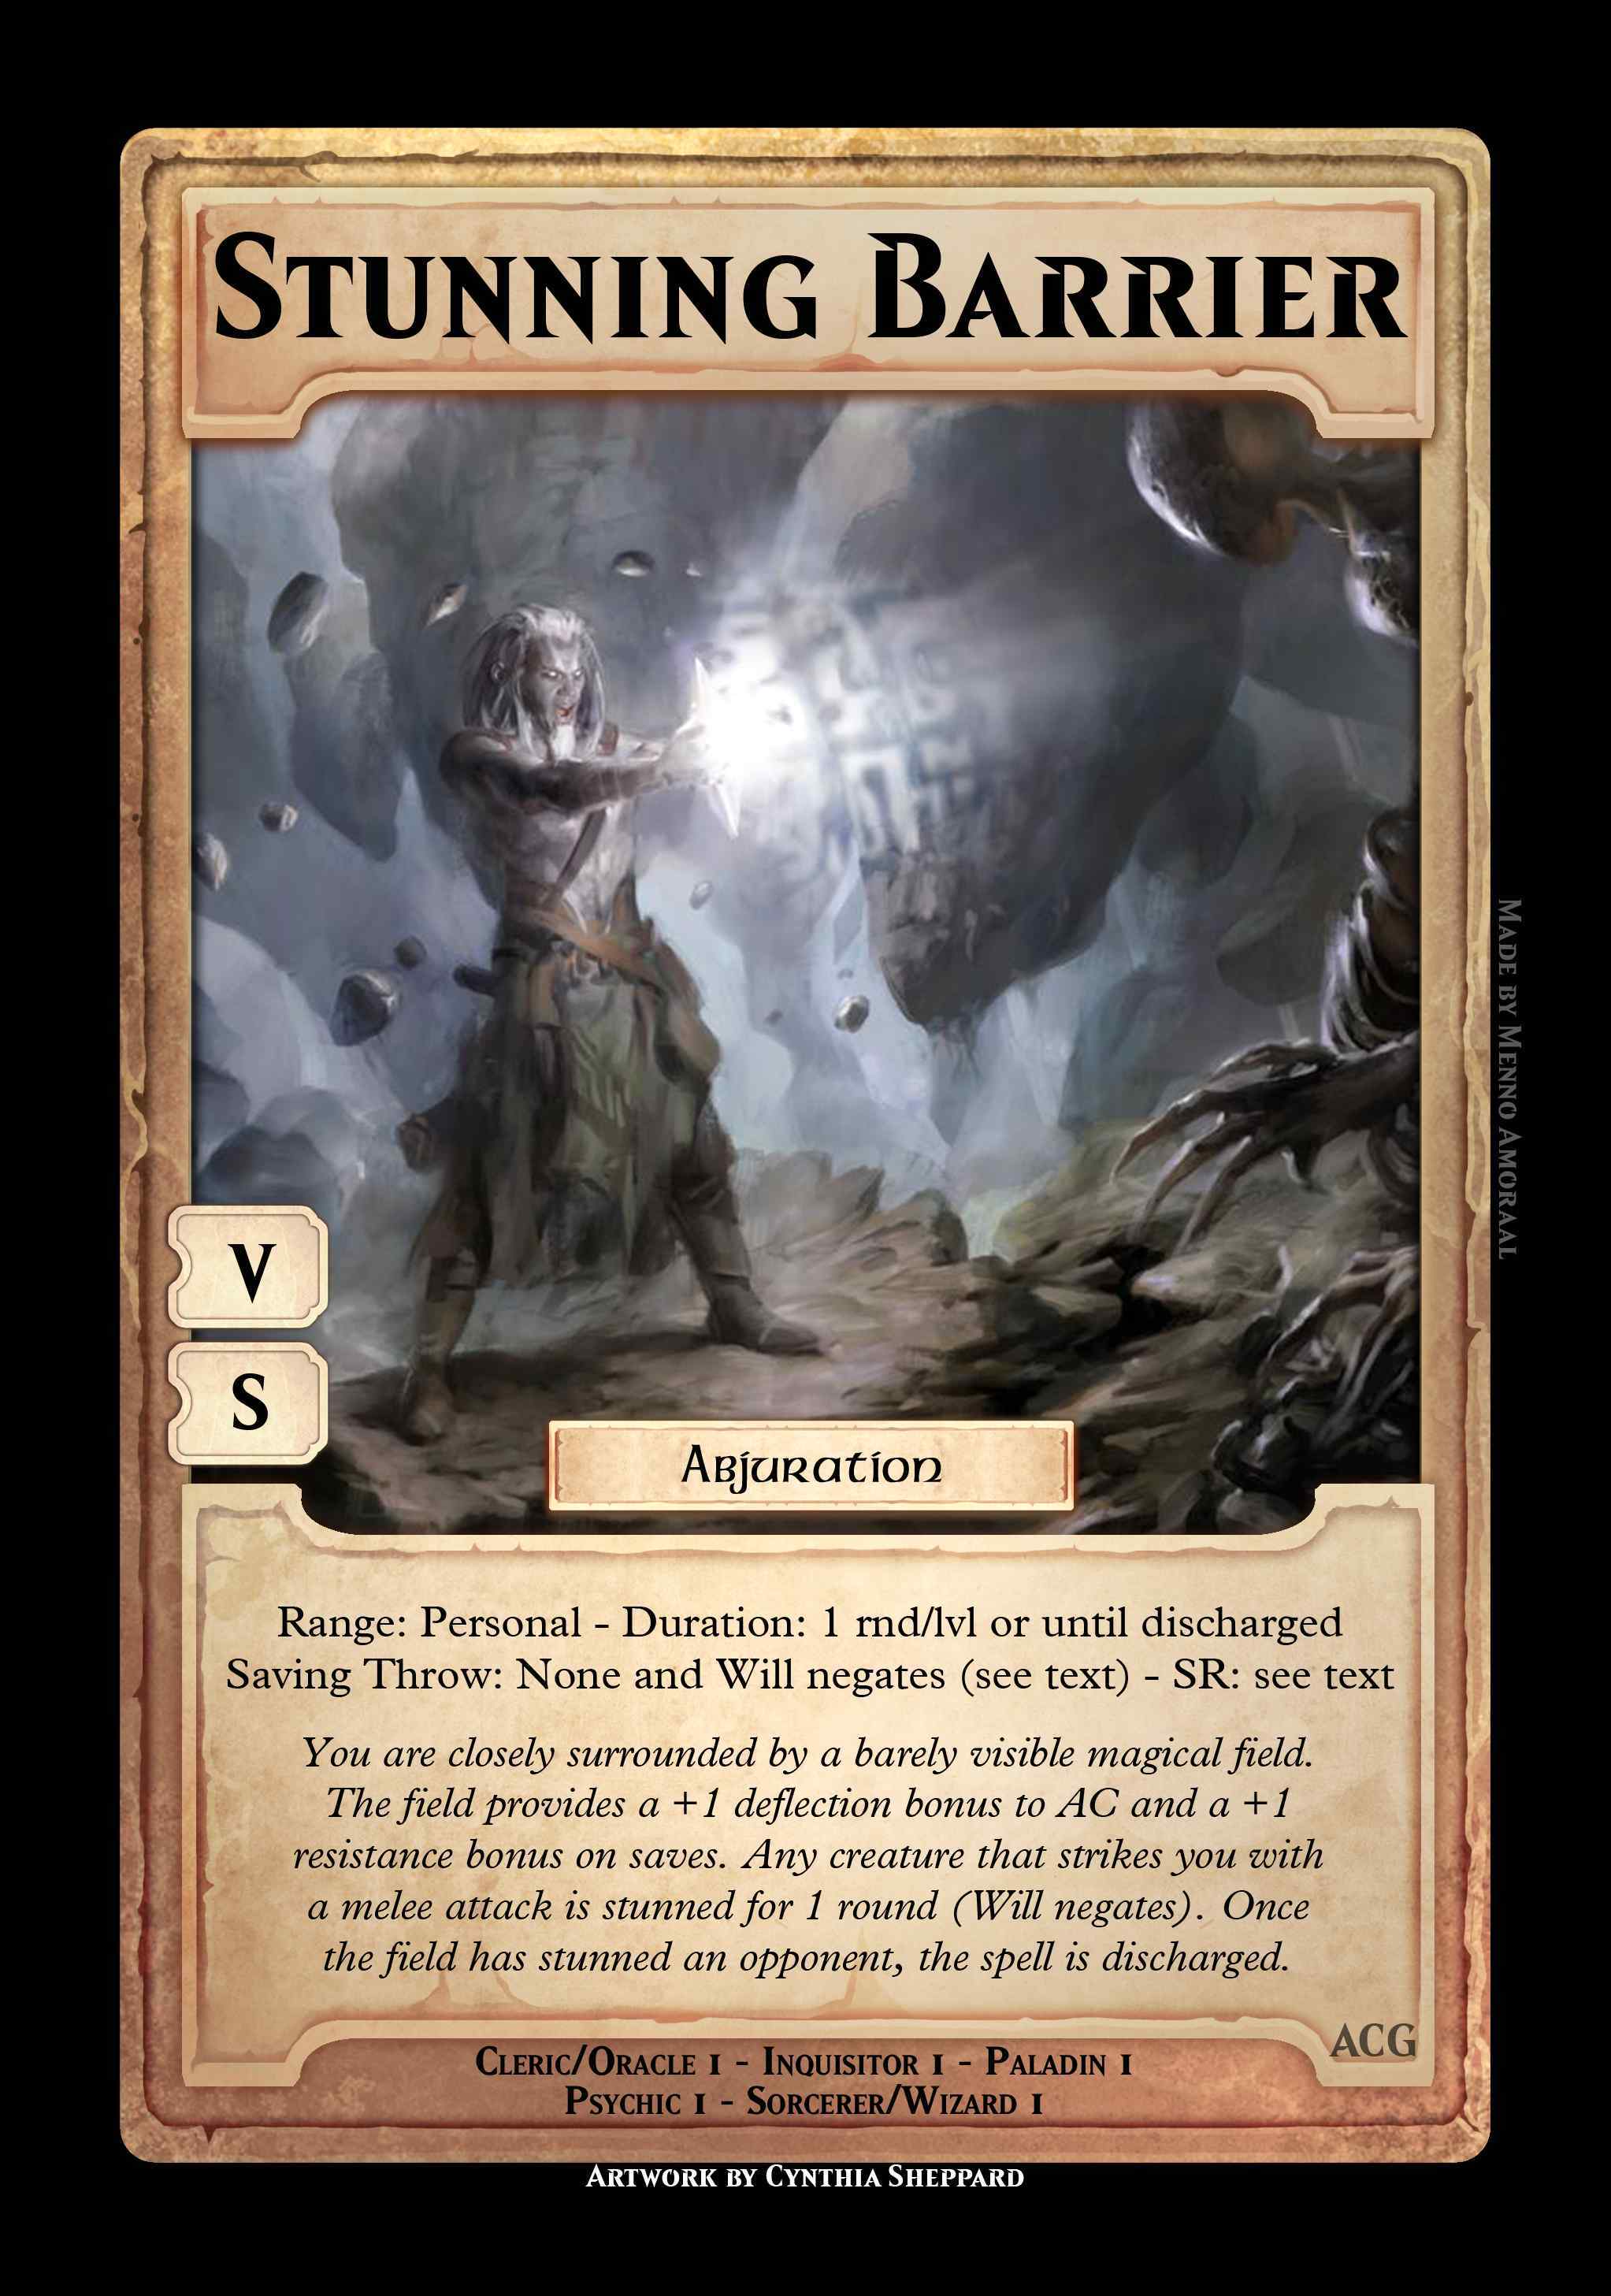 Stunning Barrier
V
S
Abjuration
Range: Personal - Duration: 1 rnd/lvl or until discharged
Saving Throw: None and Will negates (see text) - SR: see text
You are closely surrounded by a barely visible magical field.
The field provides a +1 deflection bonus to AC and a +1
resistance bonus on saves. Any creature that strikes you with
a melee attack is stunned for 1 round (Will negates). Once
the field has stunned an opponent, the spell is discharged.
ACG
Cleric/Oracle 1 - Inquisitor 1 - Paladin 1
Psychic 1 - Sorcerer/Wizard 1
Artwork by Cynthia Sheppard
Made by Menno Amoraal